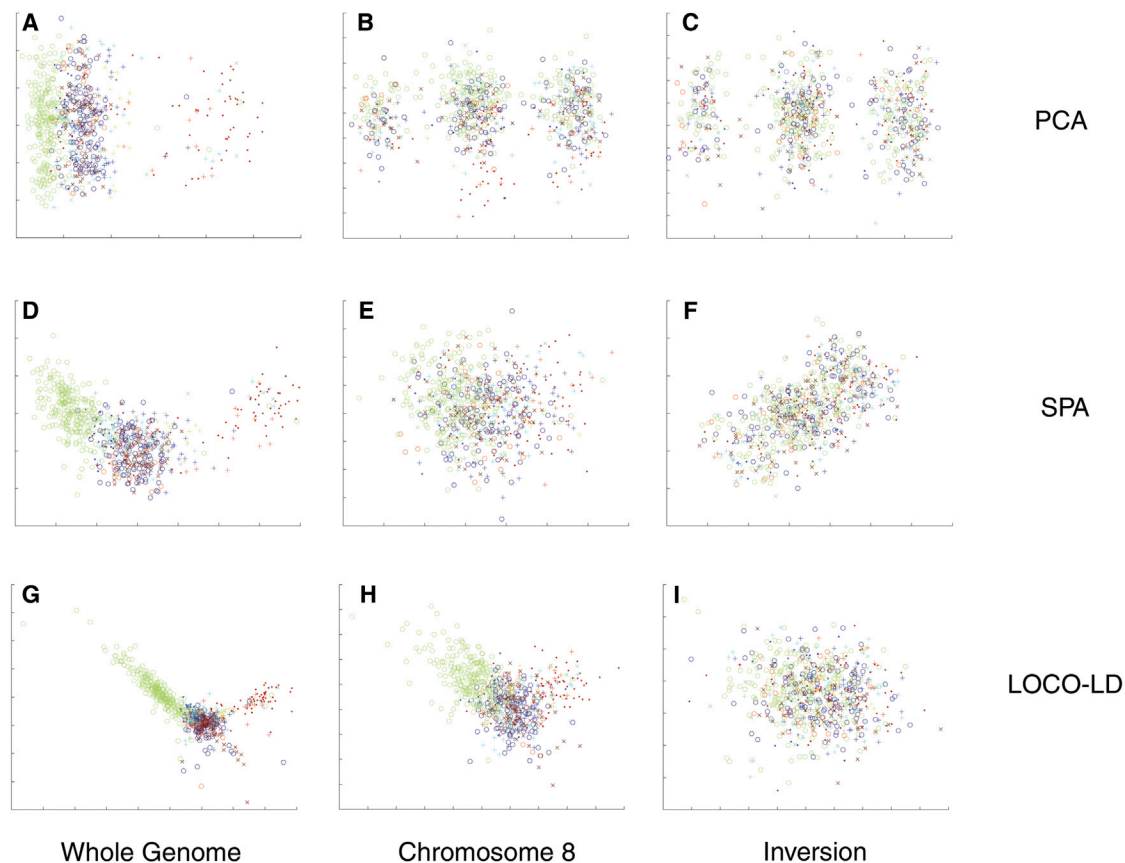 A B C
PCA
D E F
SPA
G H I
LOCO-LD
Whole Genome Chromosome 8 Inversion